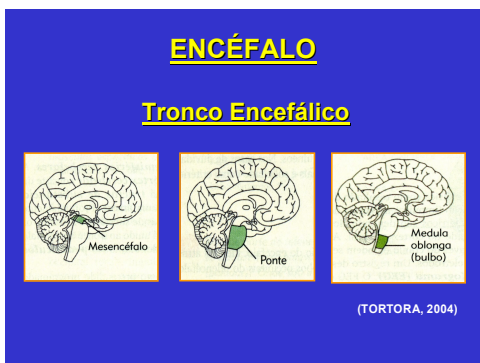 ENCÉFALO
Tronco Encefálico
Mesencéfalo
Ponte
Medula
oblonga
(bulbo)
(TORTORA, 2004)